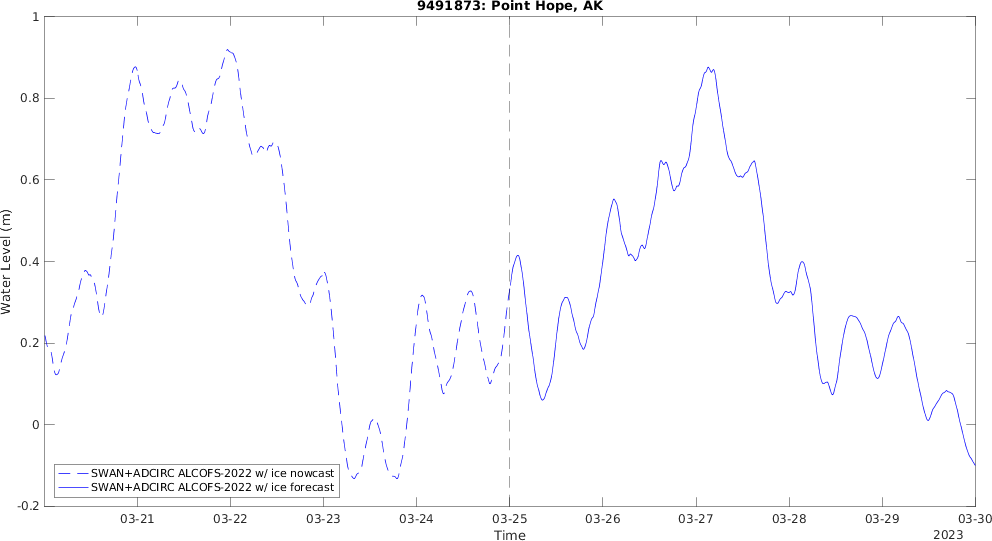 9491873: Point Hope, AK
Water Level (m)
1
0.8
0.6
0.4
0.2
0
-0.2
SWAN+ADCIRC ALCOFS-2022 w/ ice nowcast
SWAN+ADCIRC ALCOFS-2022 w/ ice forecast
03-21 03-22 03-23 03-24 03-25 03-26 03-27 03-28 03-29 03-30
Time
2023